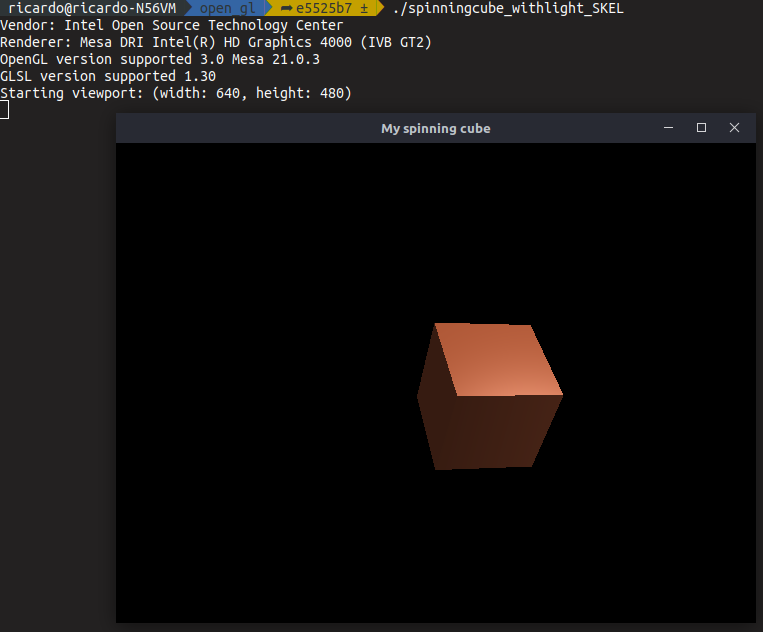 ricardo@ricardo-N56VM open_gl ➦ e5525b7 ± ./spinningcube_withlight_SKEL
Vendor: Intel Open Source Technology Center
Renderer: Mesa DRI Intel(R) HD Graphics 4000 (IVB GT2)
OpenGL version supported 3.0 Mesa 21.0.3
GLSL version supported 1.30
Starting viewport: (width: 640, height: 480)
My spinning cube